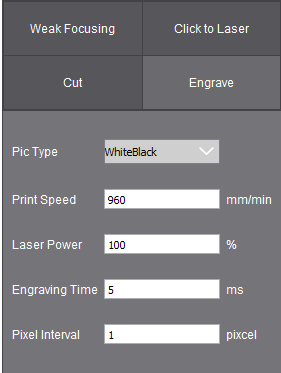 Weak Focusing Click to Laser
Cut Engrave
Pic Type WhiteBlack
Print Speed 960 mm/min
Laser Power 100 %
Engraving Time 5 ms
Pixel Interval 1 pixcel